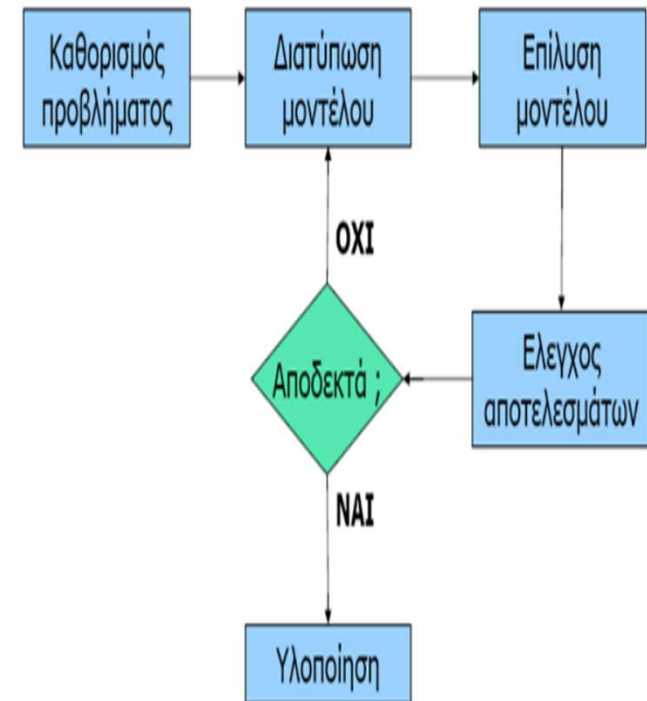 Καθορισμός
προβλήματος
Διατύπωση
μοντέλου
Επίλυση
μοντέλου
ΟΧΙ
Αποδεκτά ;
Ελεγχος
αποτελεσμάτων
ΝΑΙ
Υλοποίηση